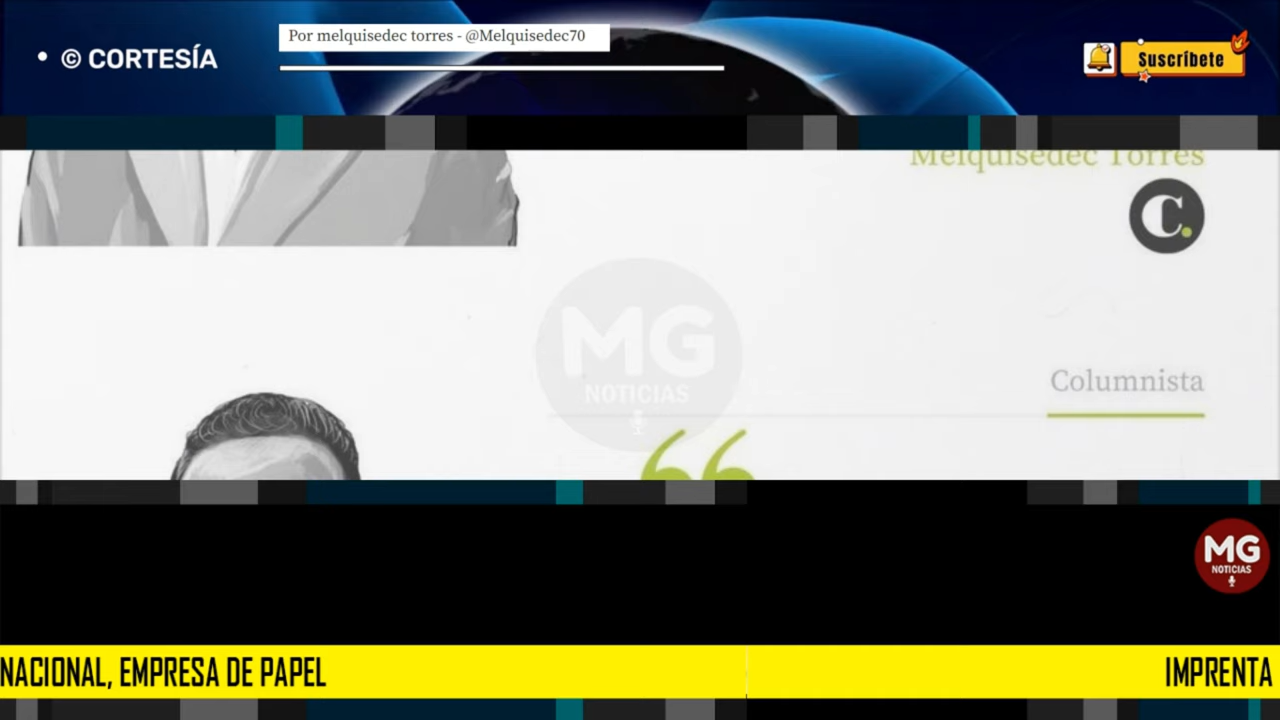 • © CORTESÍA
Por melquisedec torres - @Melquisedec70
Suscríbete
Melquisedec Torres
C.
MG
NOTICIAS
Columnista
“
MG
NOTICIAS
NACIONAL, EMPRESA DE PAPEL
IMPRENTA